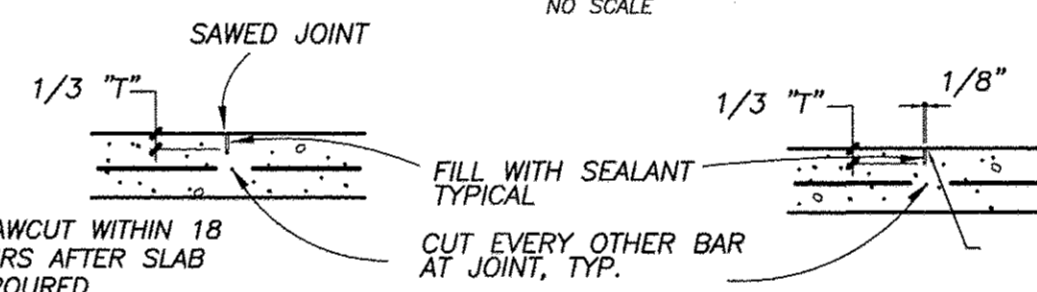 NO SCALE
SAWED JOINT
1/3 "T"
1/3 "T"
1/8"
FILL WITH SEALANT
TYPICAL
CUT EVERY OTHER BAR
AT JOINT, TYP.
AWCUT WITHIN 18
RS AFTER SLAB
POURED